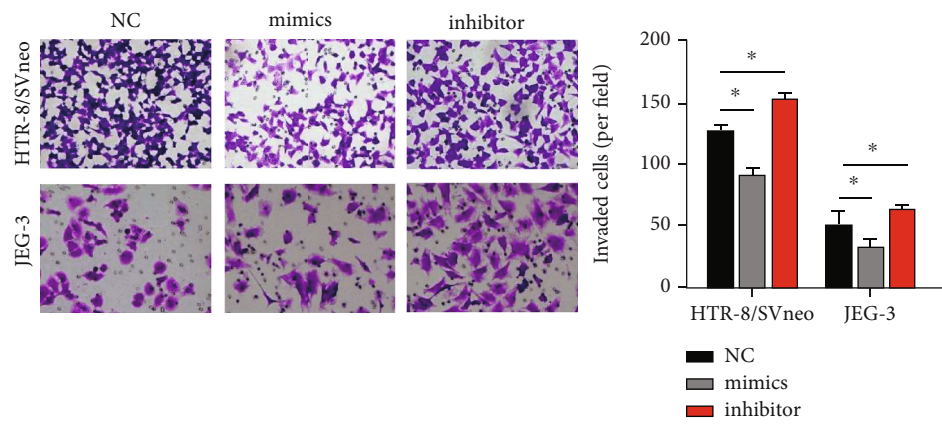 NC mimics inhibitor
HTR-8/SVneo
JEG-3
Invaded cells (per field)
200
150
100
50
0
* * * *
HTR-8/SVneo JEG-3
NC
mimics
inhibitor